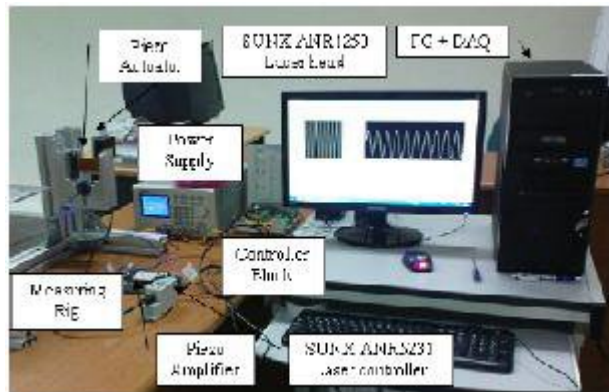 Piezo
Actuator
SUNX ANR1250
Laser head
PC + DAQ
Power
Supply
Controller
Block
Measuring
Rig
Piezo
Amplifier
SUNX ANR5231
Laser controller